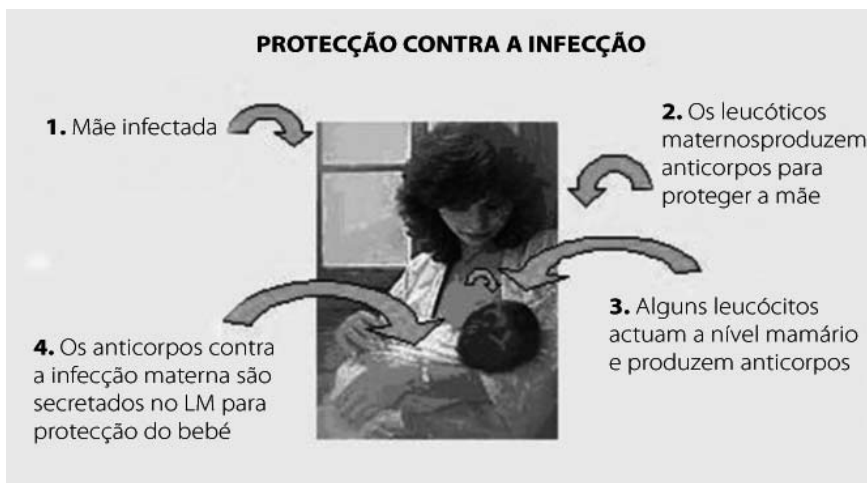 PROTECÇÃO CONTRA A INFECÇÃO
1. Mãe infectada
2. Os leucóticos
maternosproduzem
anticorpos para
proteger a mãe
3. Alguns leucócitos
actuam a nível mamário
e produzem anticorpos
4. Os anticorpos contra
a infecção materna são
secretados no LM para
protecção do bebé